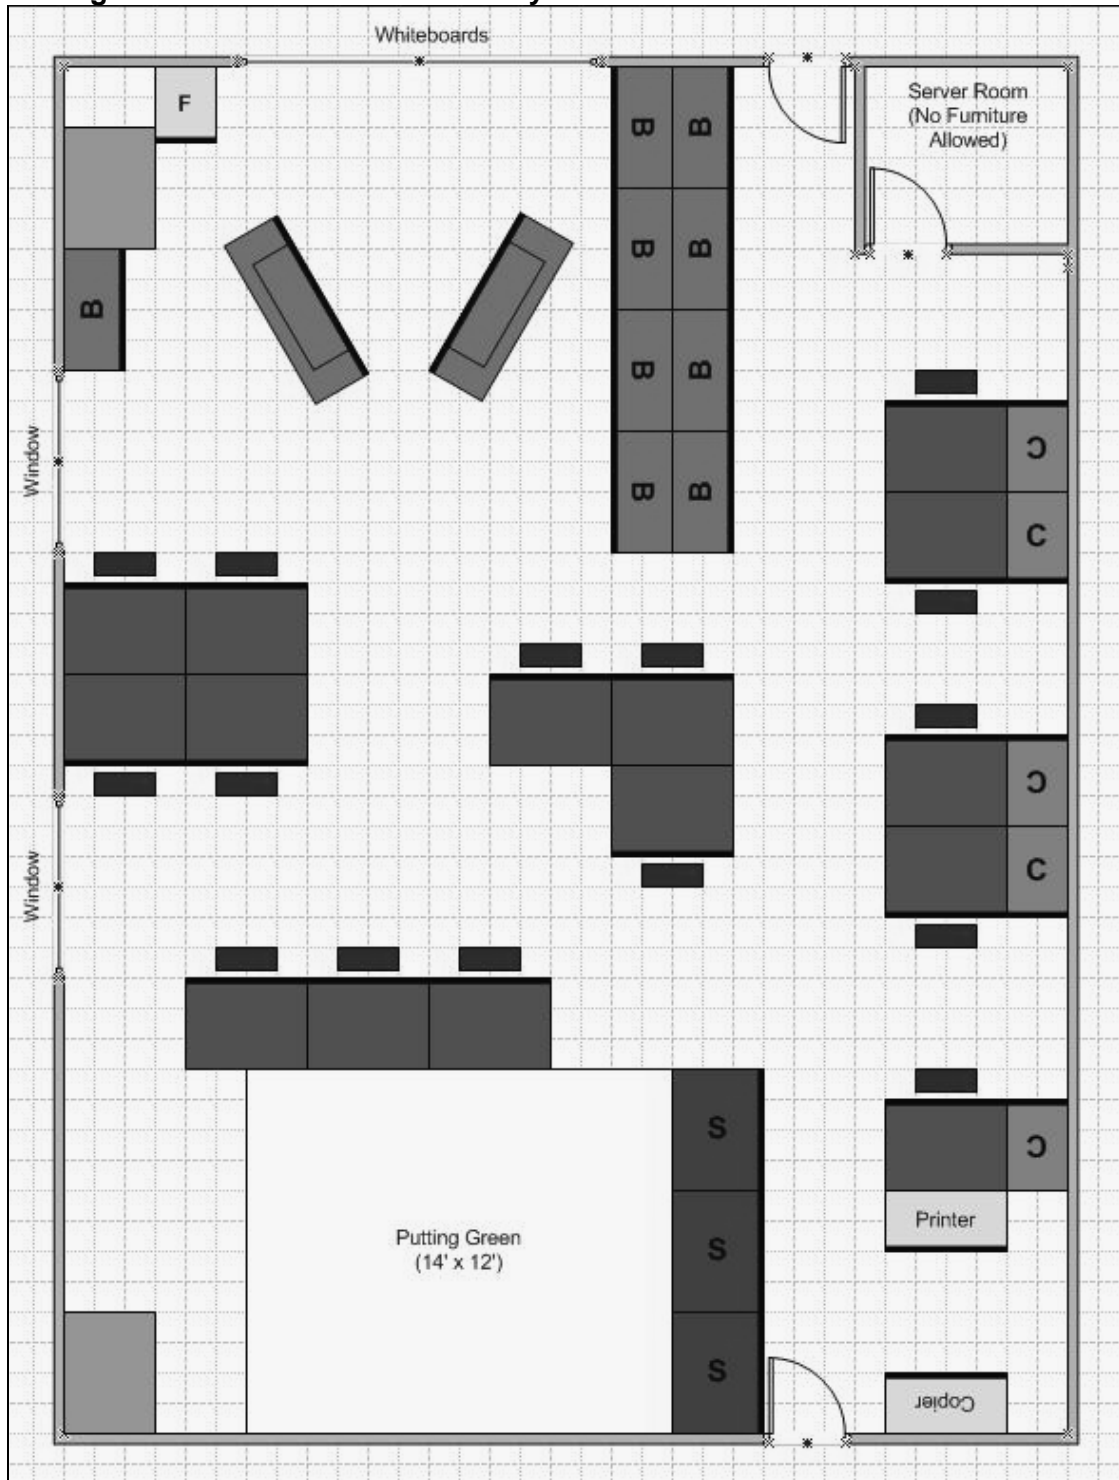 Whiteboards
F
B
B
Server Room
(No Furniture
Allowed)
B
B
B
B
B
C
Window
B
B
C
C
C
Window
S
C
Printer
Putting Green
(14' x 12')
S
S
Copier